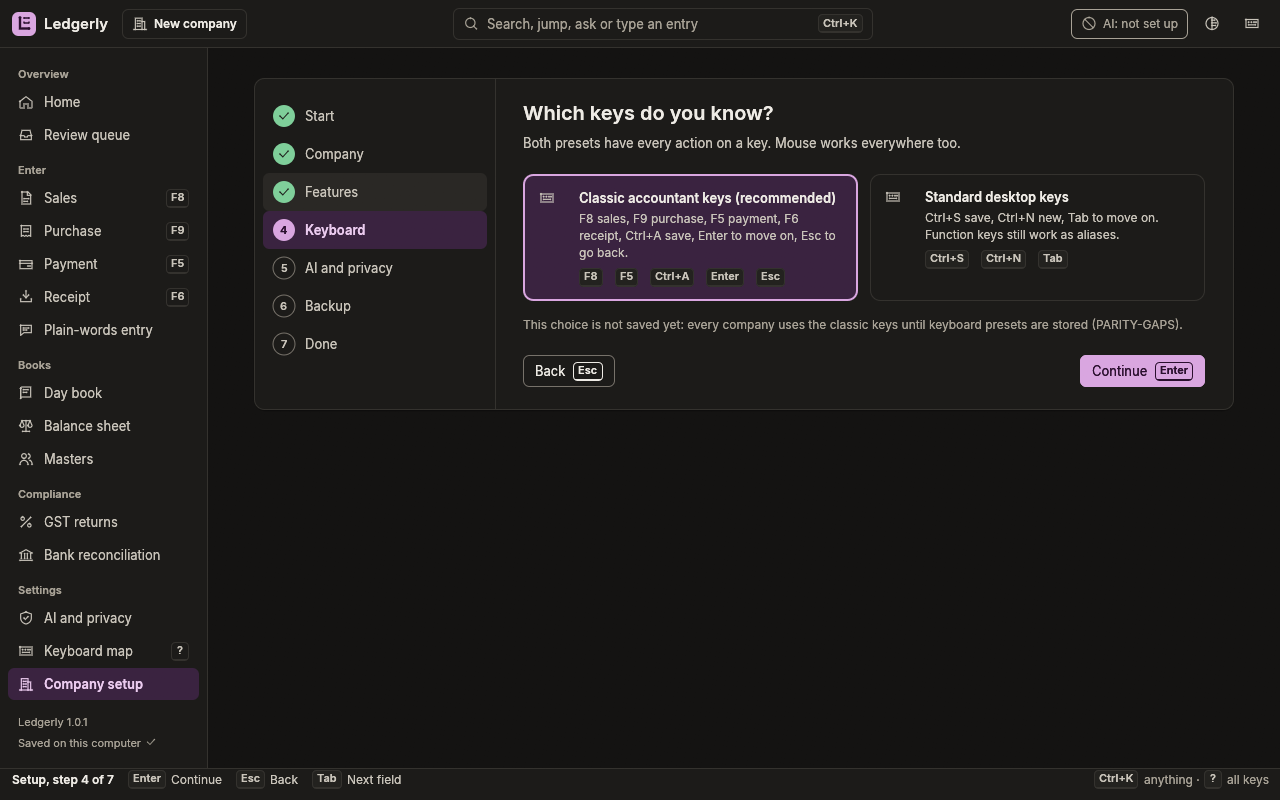 Ledgerly
New company
Search, jump, ask or type an entry
Ctrl+K
AI: not set up
Overview
Home
Review queue
Enter
Sales F8
Purchase F9
Payment F5
Receipt F6
Plain-words entry
Books
Day book
Balance sheet
Masters
Compliance
GST returns
Bank reconciliation
Settings
AI and privacy
Keyboard map ?
Company setup
Ledgerly 1.0.1
Saved on this computer
Start
Company
Features
4 Keyboard
5 AI and privacy
6 Backup
7 Done
Which keys do you know?
Both presets have every action on a key. Mouse works everywhere too.
Classic accountant keys (recommended)
F8 sales, F9 purchase, F5 payment, F6
receipt, Ctrl+A save, Enter to move on, Esc to
go back.
F8 F5 Ctrl+A Enter Esc
Standard desktop keys
Ctrl+S save, Ctrl+N new, Tab to move on.
Function keys still work as aliases.
Ctrl+S Ctrl+N Tab
This choice is not saved yet: every company uses the classic keys until keyboard presets are stored (PARITY-GAPS).
Back Esc
Continue Enter
Setup, step 4 of 7 Enter Continue Esc Back Tab Next field
Ctrl+K anything · ? all keys